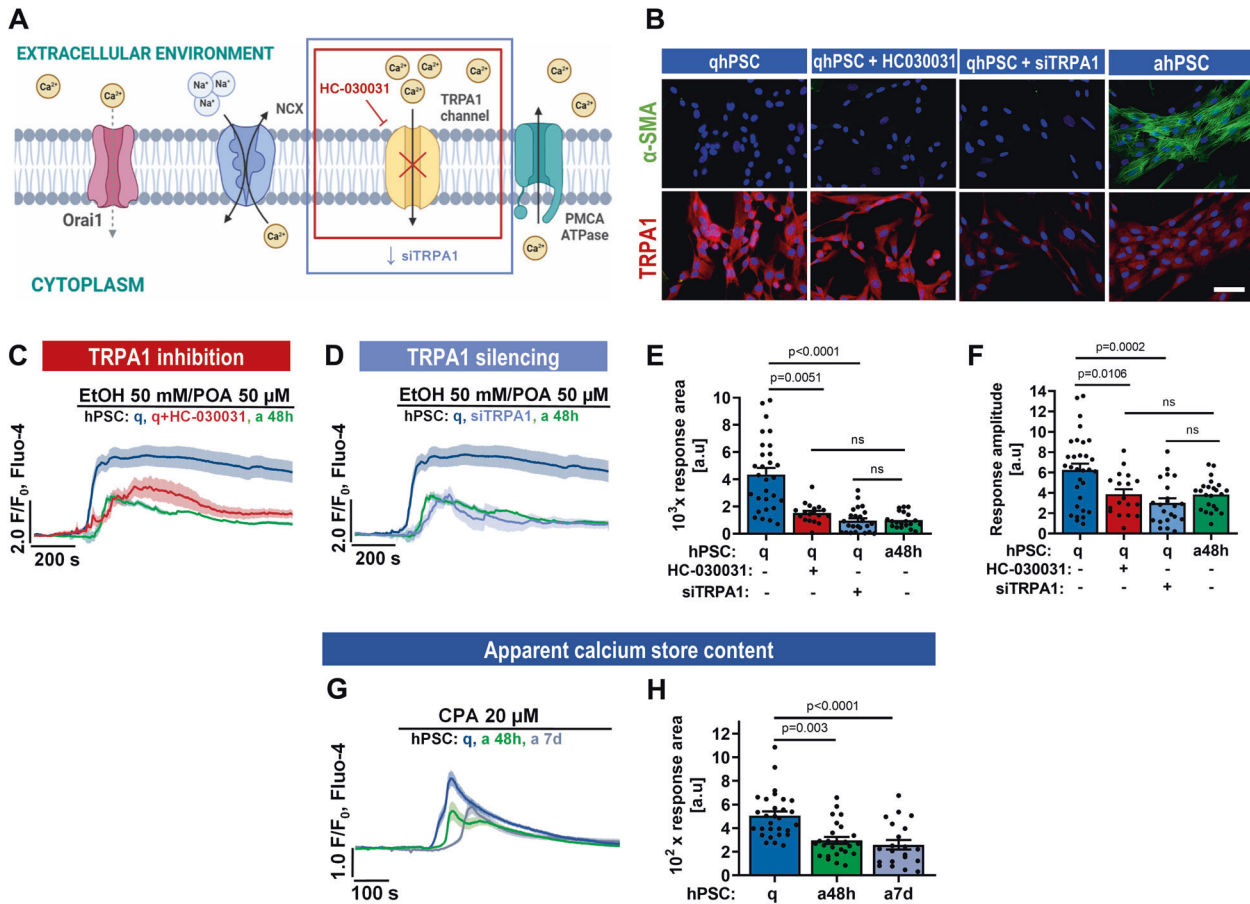 A
EXTRACELLULAR ENVIRONMENT
Ca²⁺
Ca²⁺
Na⁺
Na⁺
Na⁺
NCX
HC-030031
Ca²⁺
Ca²⁺
Ca²⁺
Ca²⁺
Ca²⁺
TRPA1
channel
Ca²⁺
Ca²⁺
Orai1
Ca²⁺
↓ siTRPA1
PMCA
ATPase
Ca²⁺
CYTOPLASM
B
qhPSC
qhPSC + HC030031
qhPSC + siTRPA1
ahPSC
α-SMA
TRPA1
C
TRPA1 inhibition
EtOH 50 mM/POA 50 µM
hPSC: q, q+HC-030031, a 48h
2.0 F/F₀, Fluo-4
200 s
D
TRPA1 silencing
EtOH 50 mM/POA 50 µM
hPSC: q, siTRPA1, a 48h
2.0 F/F₀, Fluo-4
200 s
E
p<0.0001
p=0.0051
ns
ns
10³ x response area
[a.u]
10
8
6
4
2
0
hPSC: q q q a48h
HC-030031: - + - -
siTRPA1: - - + -
F
p=0.0002
p=0.0106
ns
ns
Response amplitude
[a.u]
14
12
10
8
6
4
2
0
hPSC: q q q a48h
HC-030031: - + - -
siTRPA1: - - + -
Apparent calcium store content
G
CPA 20 µM
hPSC: q, a 48h, a 7d
1.0 F/F₀, Fluo-4
100 s
H
p<0.0001
p=0.003
10² x response area
[a.u]
12
10
8
6
4
2
0
hPSC: q a48h a7d